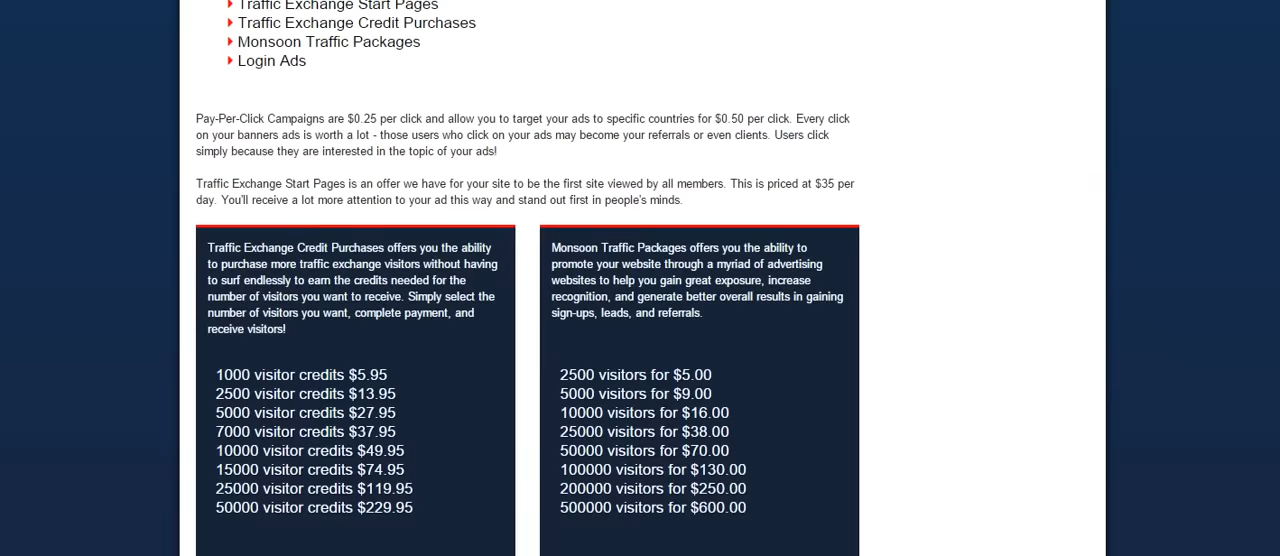 Traffic Exchange Start Pages
Traffic Exchange Credit Purchases
Monsoon Traffic Packages
Login Ads
Pay-Per-Click Campaigns are $0.25 per click and allow you to target your ads to specific countries for $0.50 per click. Every click
on your banners ads is worth a lot - those users who click on your ads may become your referrals or even clients. Users click
simply because they are interested in the topic of your ads!
Traffic Exchange Start Pages is an offer we have for your site to be the first site viewed by all members. This is priced at $35 per
day. You'll receive a lot more attention to your ad this way and stand out first in people's minds.
Traffic Exchange Credit Purchases offers you the ability
to purchase more traffic exchange visitors without having
to surf endlessly to earn the credits needed for the
number of visitors you want to receive. Simply select the
number of visitors you want, complete payment, and
receive visitors!
1000 visitor credits $5.95
2500 visitor credits $13.95
5000 visitor credits $27.95
7000 visitor credits $37.95
10000 visitor credits $49.95
15000 visitor credits $74.95
25000 visitor credits $119.95
50000 visitor credits $229.95
Monsoon Traffic Packages offers you the ability to
promote your website through a myriad of advertising
websites to help you gain great exposure, increase
recognition, and generate better overall results in gaining
sign-ups, leads, and referrals.
2500 visitors for $5.00
5000 visitors for $9.00
10000 visitors for $16.00
25000 visitors for $38.00
50000 visitors for $70.00
100000 visitors for $130.00
200000 visitors for $250.00
500000 visitors for $600.00